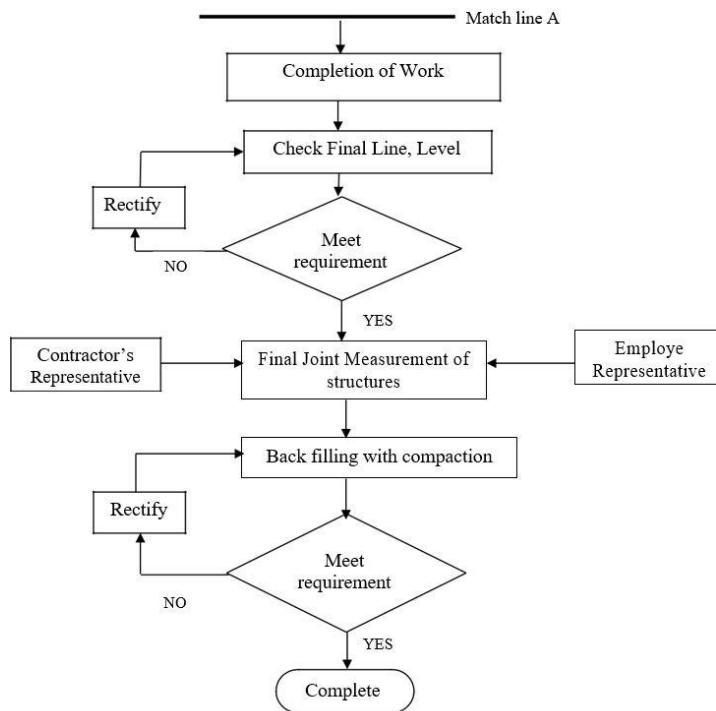 Match line A
Completion of Work
Check Final Line, Level
Rectify
Meet
requirement
NO
YES
Contractor's
Representative
Final Joint Measurement of
structures
Employe
Representative
Back filling with compaction
Rectify
Meet
requirement
NO
YES
Complete